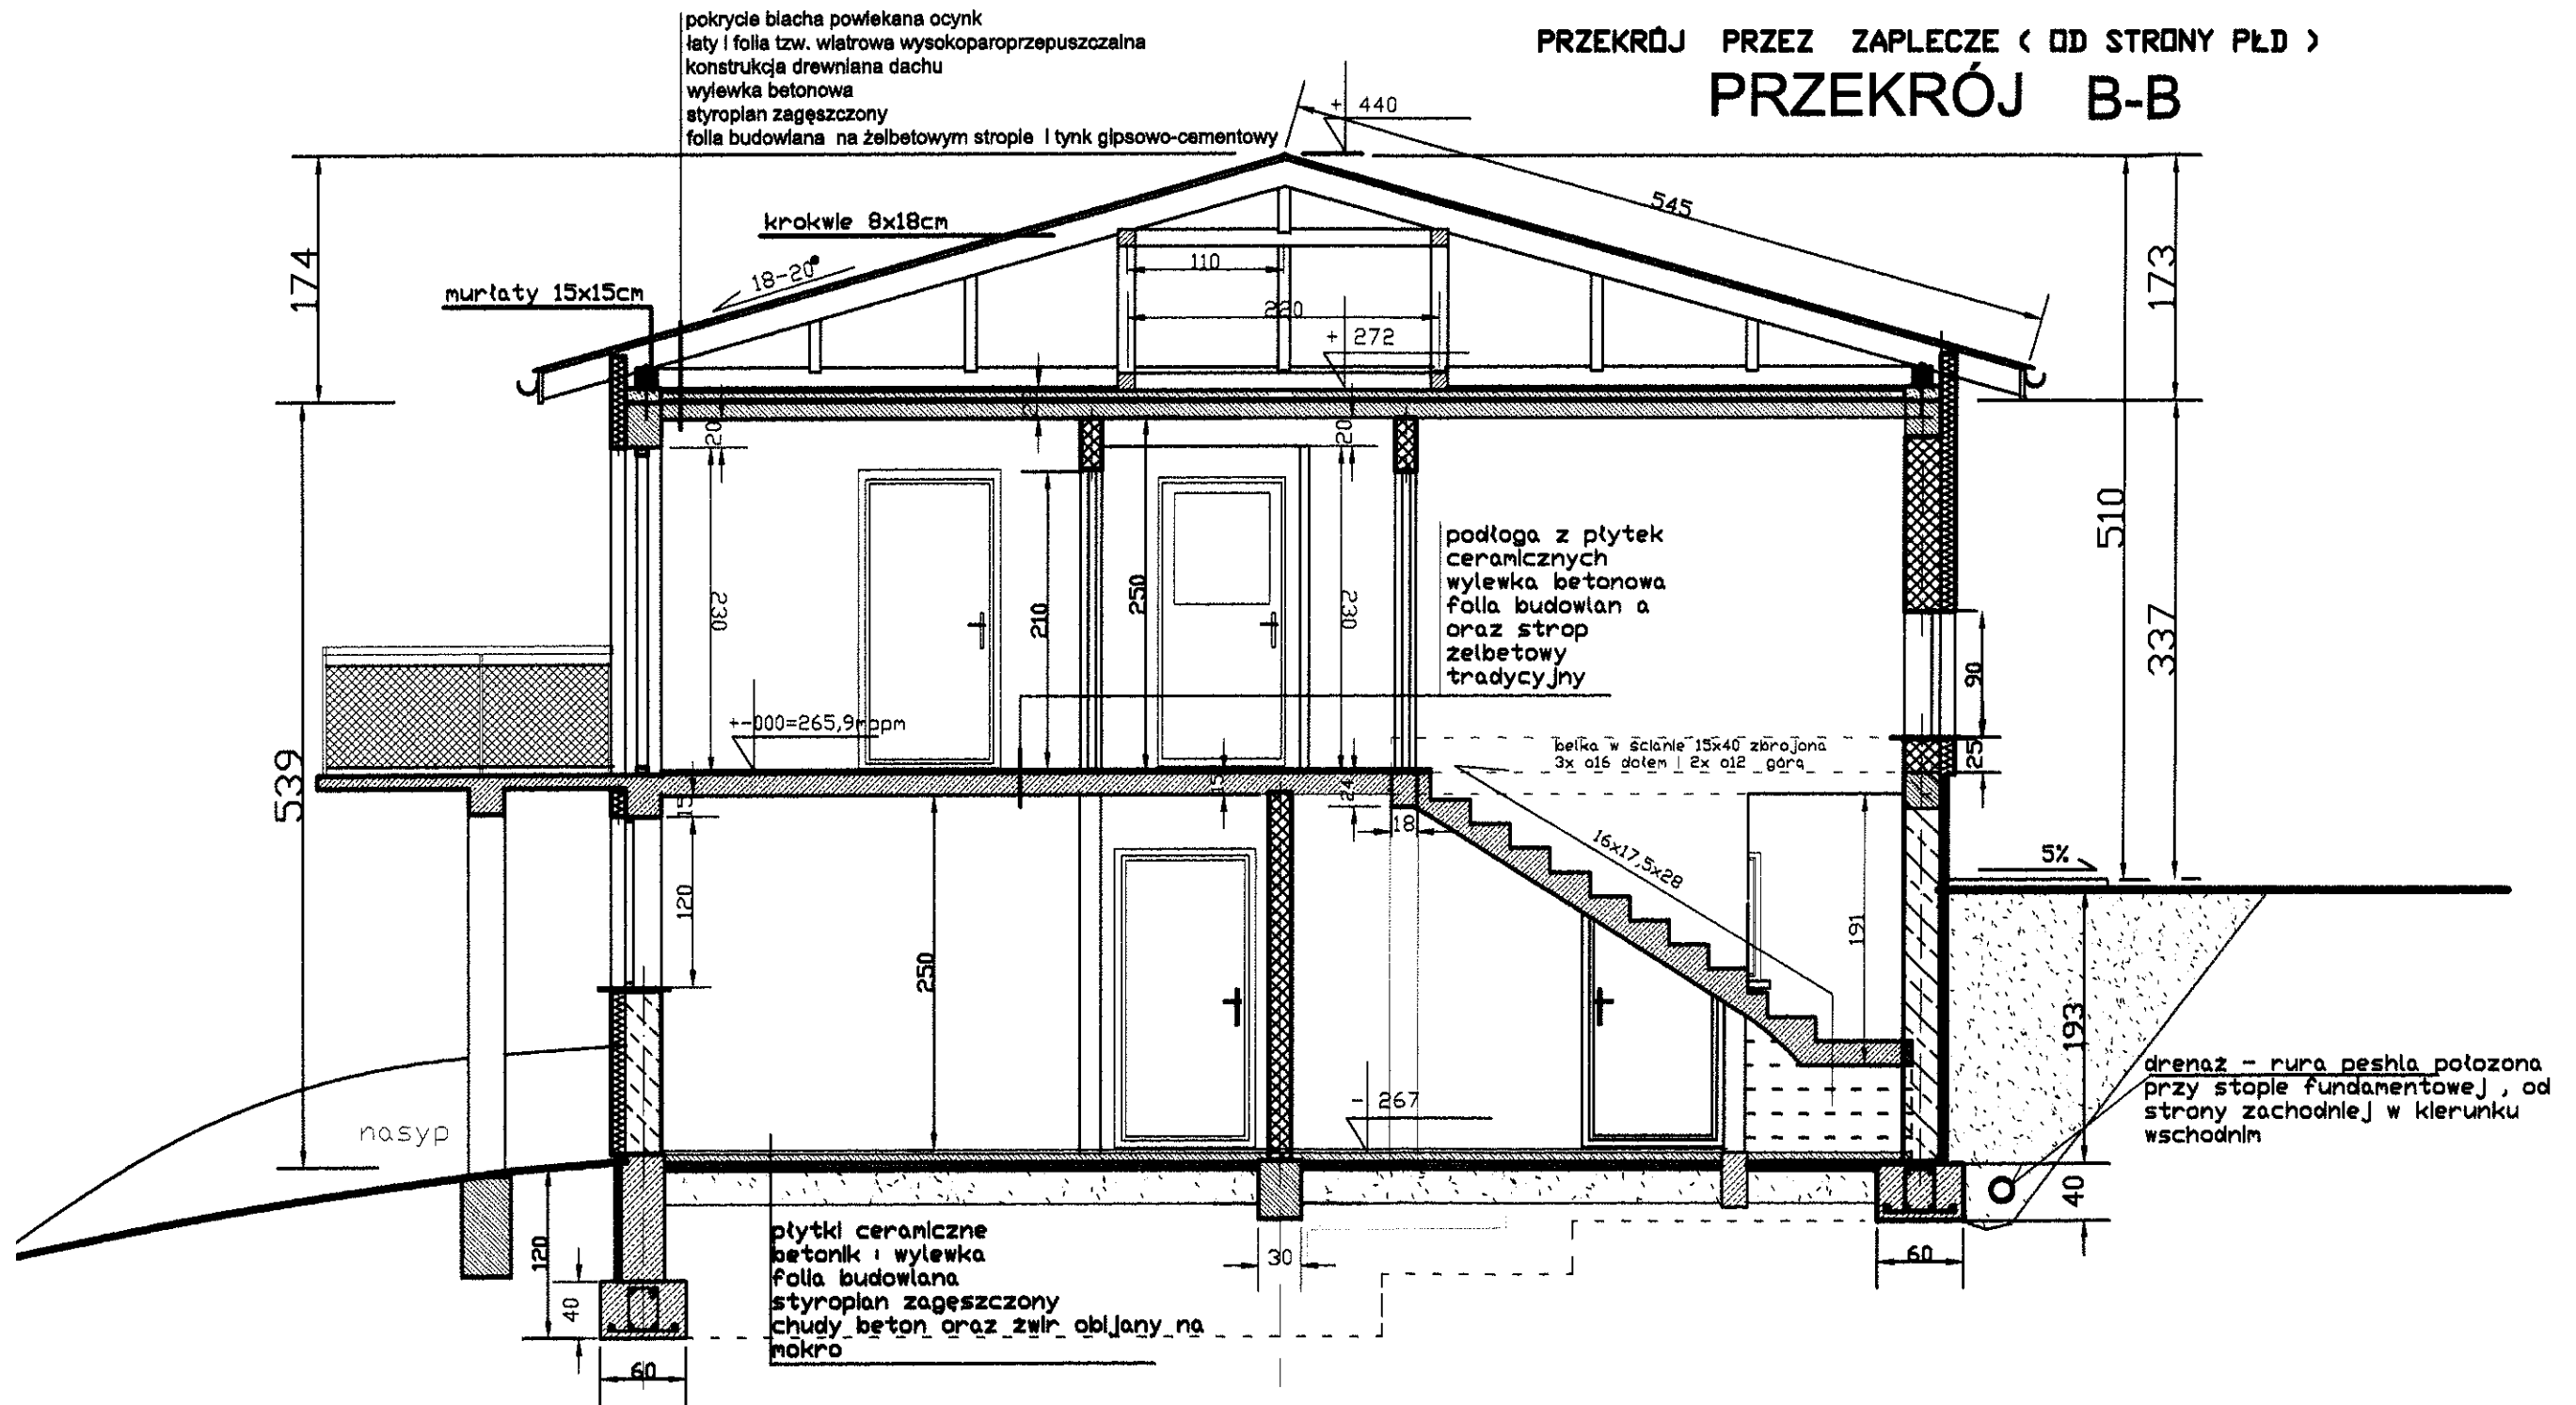 pokrycie blacha powlekana ocynk
łaty i folia tzw. wiatrowa wysokoparoprzepuszczalna
konstrukcja drewniana dachu
wylewka betonowa
styropian zagęszczony
folia budowlana na żelbetowym stropie i tynk gipsowo-cementowy
PRZEKRÓJ PRZEZ ZAPLECZE ( OD STRONY PŁD )
PRZEKRÓJ B-B
+ 440
545
krokwie 8x18cm
174
173
18-20°
110
murłaty 15x15cm
220
+ 272
20
20
510
podłoga z płytek
ceramicznych
wylewka betonowa
folia budowlan a
oraz strop
żelbetowy
tradycyjny
230
210
250
230
337
90
+-000=265,9mppm
belka w ścianie 15x40 zbrojona
3x o16 dołem i 2x o12 górą
25
539
15
15
24
18
16x17,5x28
5%
120
191
250
193
- 267
nasyp
drenaż - rura peshla położona
przy stopie fundamentowej , od
strony zachodniej w kierunku
wschodnim
40
płytki ceramiczne
betonik i wylewka
folia budowlana
styropian zagęszczony
chudy beton oraz żwir obijany na
mokro
120
40
30
60
60